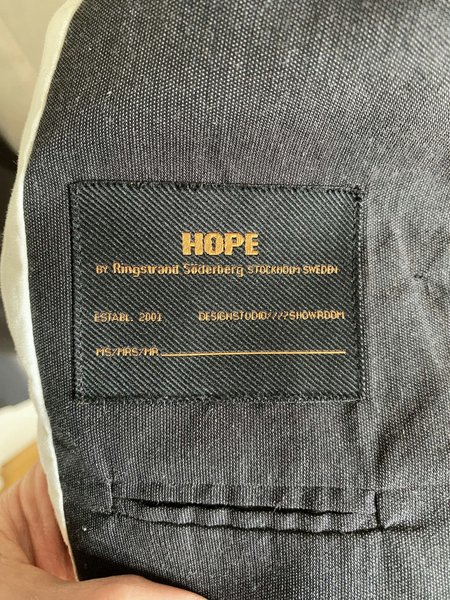 HOPE
BY Ringstrand Söderberg STOCKHOLM SWEDEN
ESTABL. 2001 DESIGNSTUDIO////SHOWROOM
MS/MRS/MR